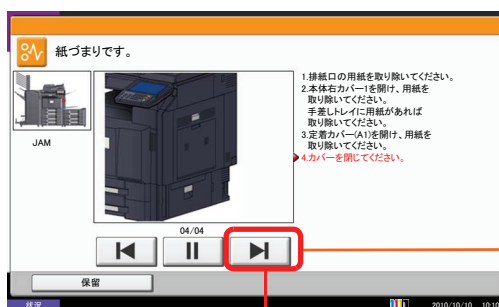 紙づまりです。
JAM
1.排紙口の用紙を取り除いてください。
2.本体右カバー1を開け、用紙を
取り除いてください。
手差しトレイに用紙があれば
取り除いてください。
3.定着カバー(A1)を開け、用紙を
取り除いてください。
4.カバーを閉じてください。
04/04
保留
状況
2010/10/10 10:10